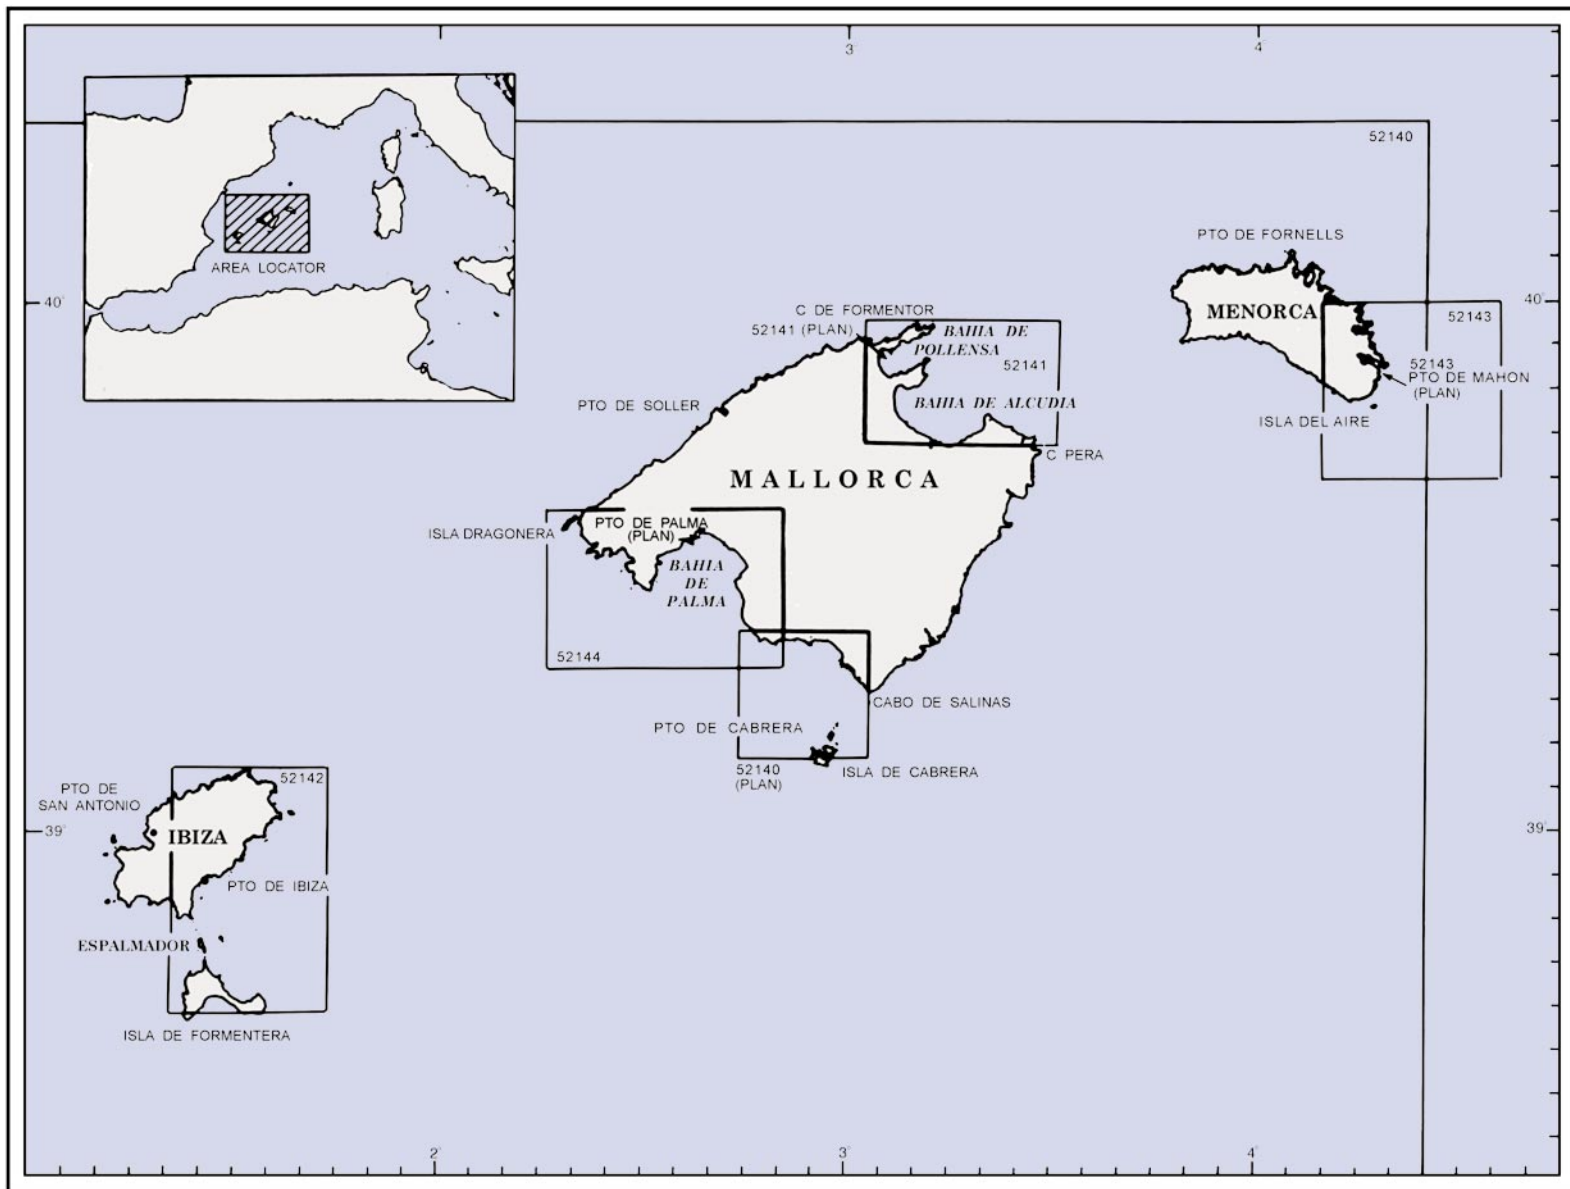 3°
4°
52140
AREA LOCATOR
PTO DE FORNELLS
40°
40°
C DE FORMENTOR
MENORCA
52143
52141 (PLAN)
BAHIA DE
POLLENSA
52141
52143
PTO DE MAHON
(PLAN)
PTO DE SOLLER
BAHIA DE ALCUDIA
ISLA DEL AIRE
C PERA
MALLORCA
ISLA DRAGONERA
PTO DE PALMA
(PLAN)
BAHIA
DE
PALMA
52144
CABO DE SALINAS
PTO DE CABRERA
52140
(PLAN)
ISLA DE CABRERA
52142
PTO DE
SAN ANTONIO
39°
39°
IBIZA
PTO DE IBIZA
ESPALMADOR
ISLA DE FORMENTERA
2°
3°
4°